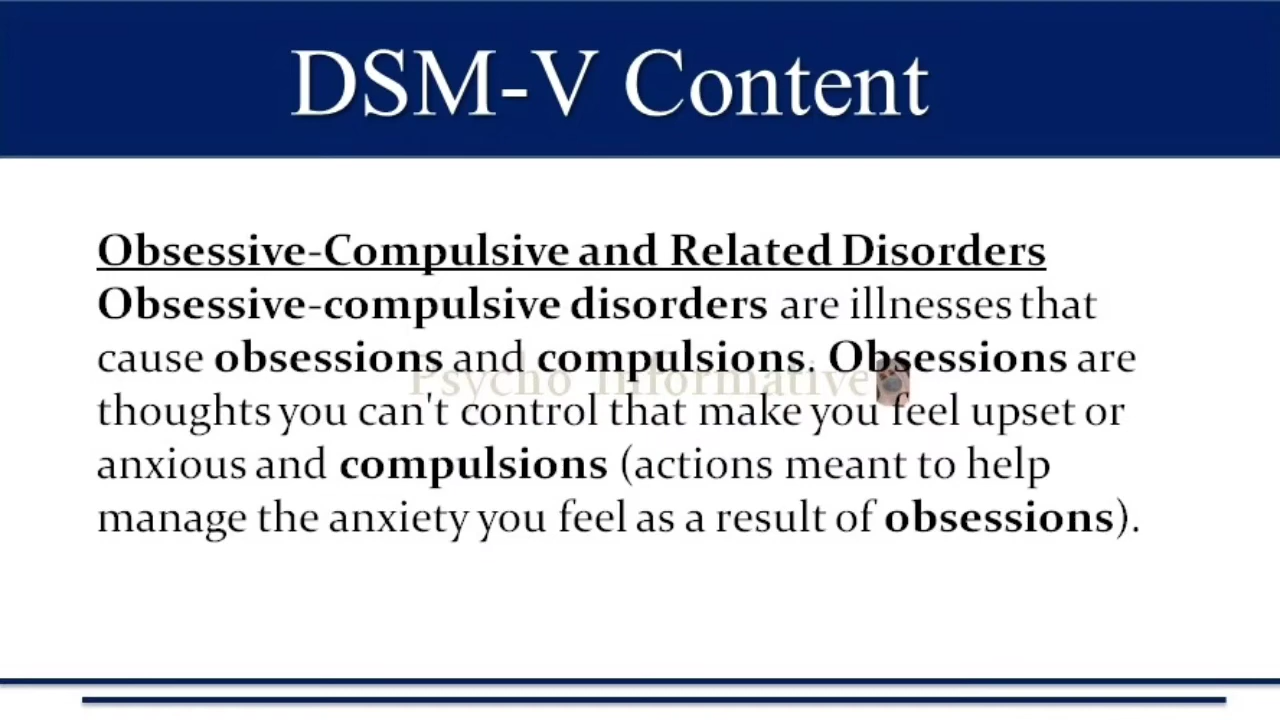 DSM-V Content
Obsessive-Compulsive and Related Disorders
Obsessive-compulsive disorders are illnesses that
cause obsessions and compulsions. Obsessions are
Psycho Informative
thoughts you can't control that make you feel upset or
anxious and compulsions (actions meant to help
manage the anxiety you feel as a result of obsessions).